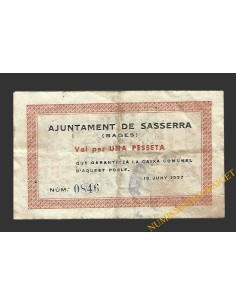 AJUNTAMENT DE SASSERRA
(BAGES)
Val per UNA PESSETA
QUE GARANTITZA LA CAIXA COMUNAL
D'AQUEST POBLE.
15 JUNY 1937
NÚM. 0846